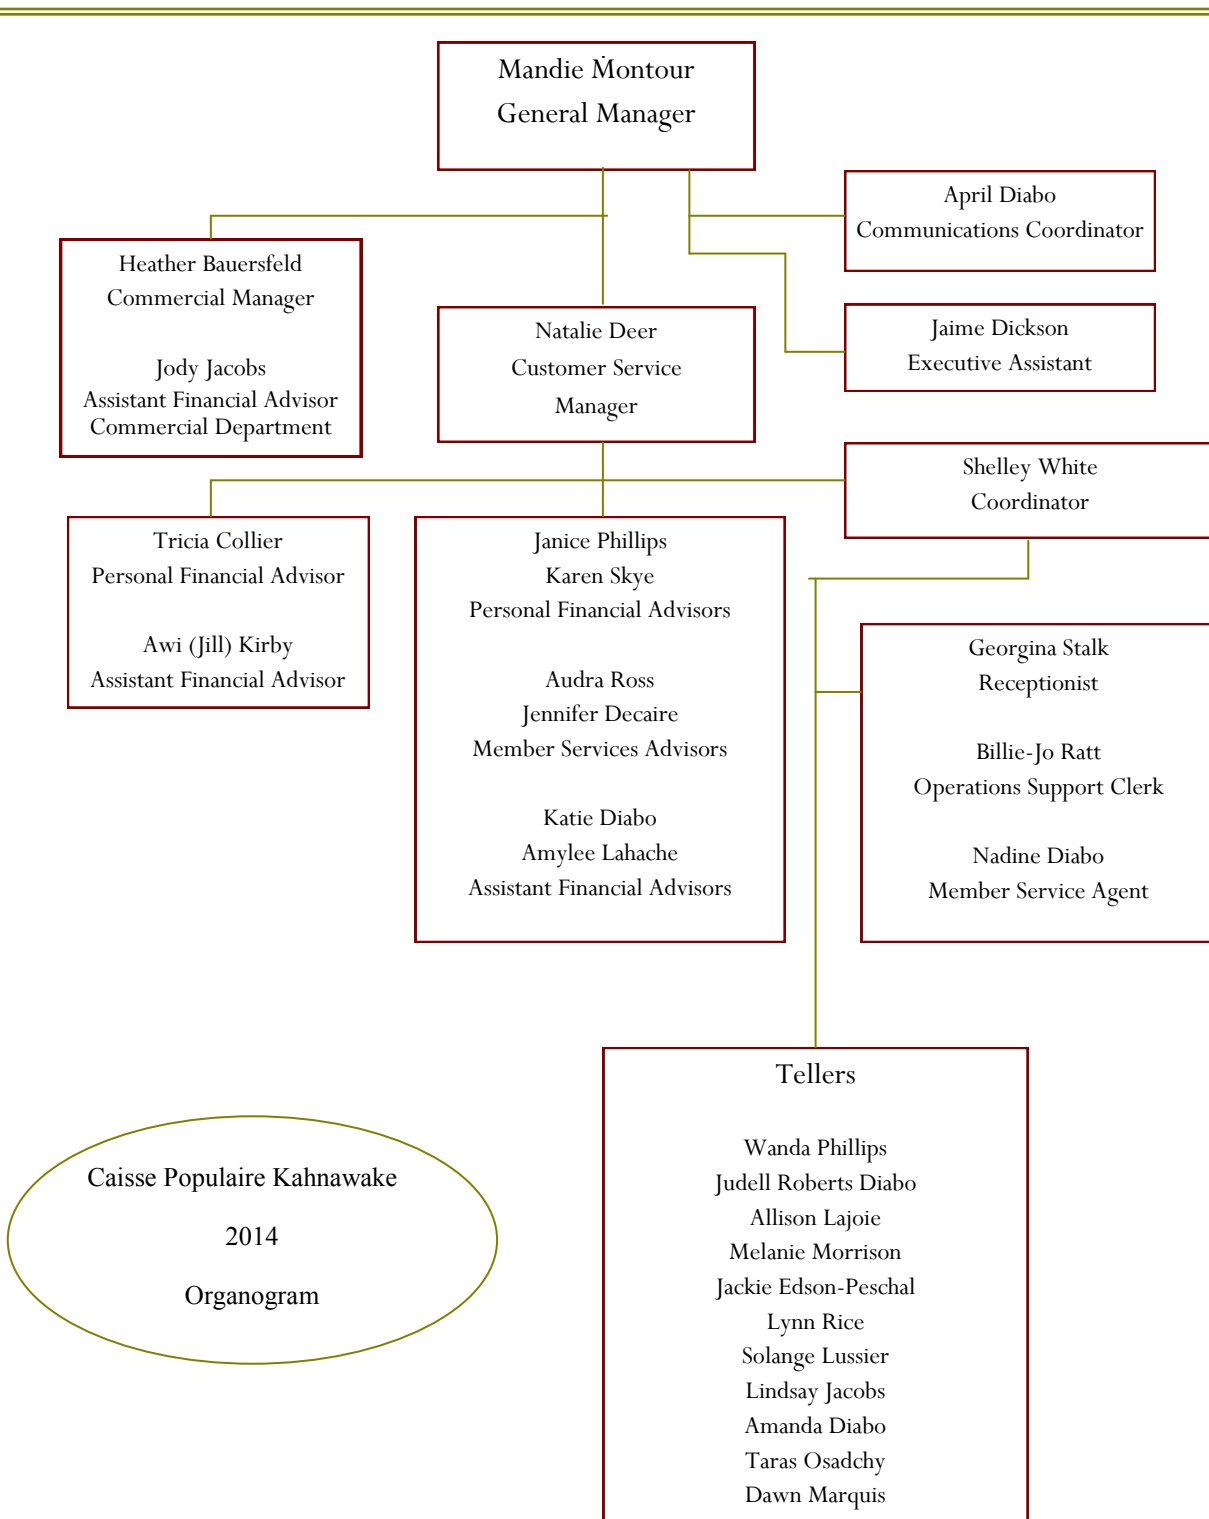 Mandie Montour
General Manager
April Diabo
Communications Coordinator
Heather Bauersfeld
Commercial Manager
Jody Jacobs
Assistant Financial Advisor
Commercial Department
Natalie Deer
Customer Service
Manager
Jaime Dickson
Executive Assistant
Shelley White
Coordinator
Tricia Collier
Personal Financial Advisor
Awi (Jill) Kirby
Assistant Financial Advisor
Janice Phillips
Karen Skye
Personal Financial Advisors
Audra Ross
Jennifer Decaire
Member Services Advisors
Katie Diabo
Amylee Lahache
Assistant Financial Advisors
Georgina Stalk
Receptionist
Billie-Jo Ratt
Operations Support Clerk
Nadine Diabo
Member Service Agent
Tellers
Wanda Phillips
Judell Roberts Diabo
Allison Lajoie
Melanie Morrison
Jackie Edson-Peschal
Lynn Rice
Solange Lussier
Lindsay Jacobs
Amanda Diabo
Taras Osadchy
Dawn Marquis
Caisse Populaire Kahnawake
2014
Organogram